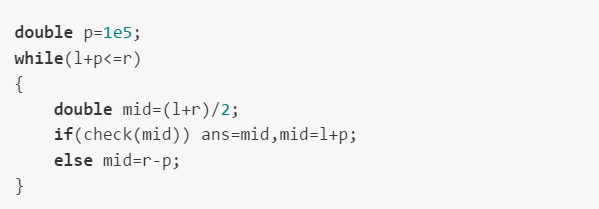 double p=1e5;
while(l+p<=r)
{
    double mid=(l+r)/2;
    if(check(mid)) ans=mid,mid=l+p;
    else mid=r-p;
}